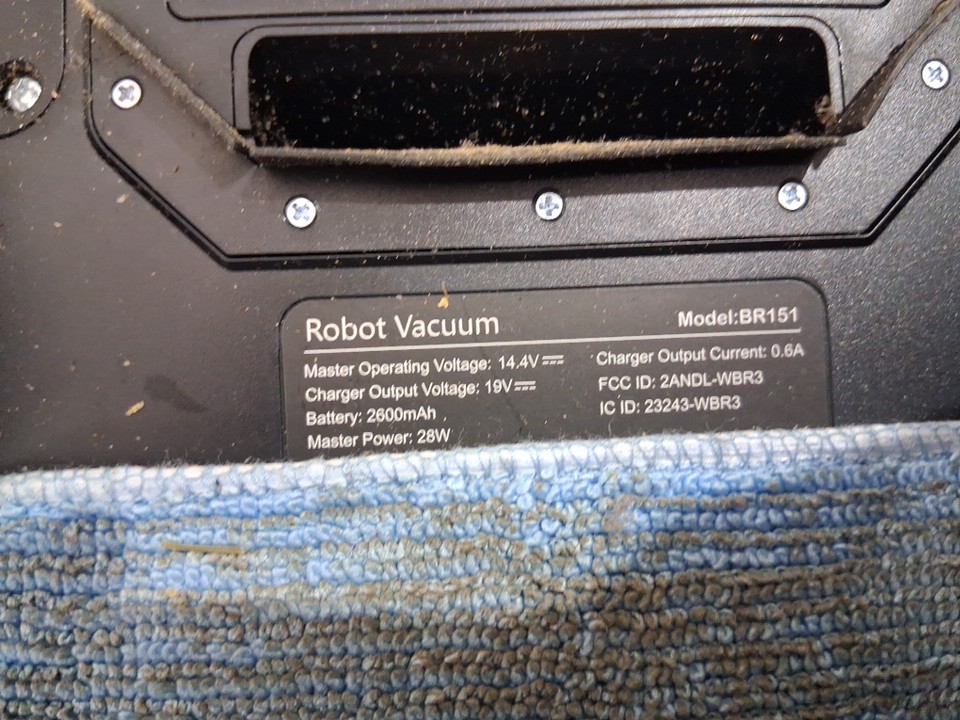 Robot Vacuum
Model:BR151
Master Operating Voltage: 14.4V
Charger Output Voltage: 19V
Battery: 2600mAh
Master Power: 28W
Charger Output Current: 0.6A
FCC ID: 2ANDL-WBR3
IC ID: 23243-WBR3